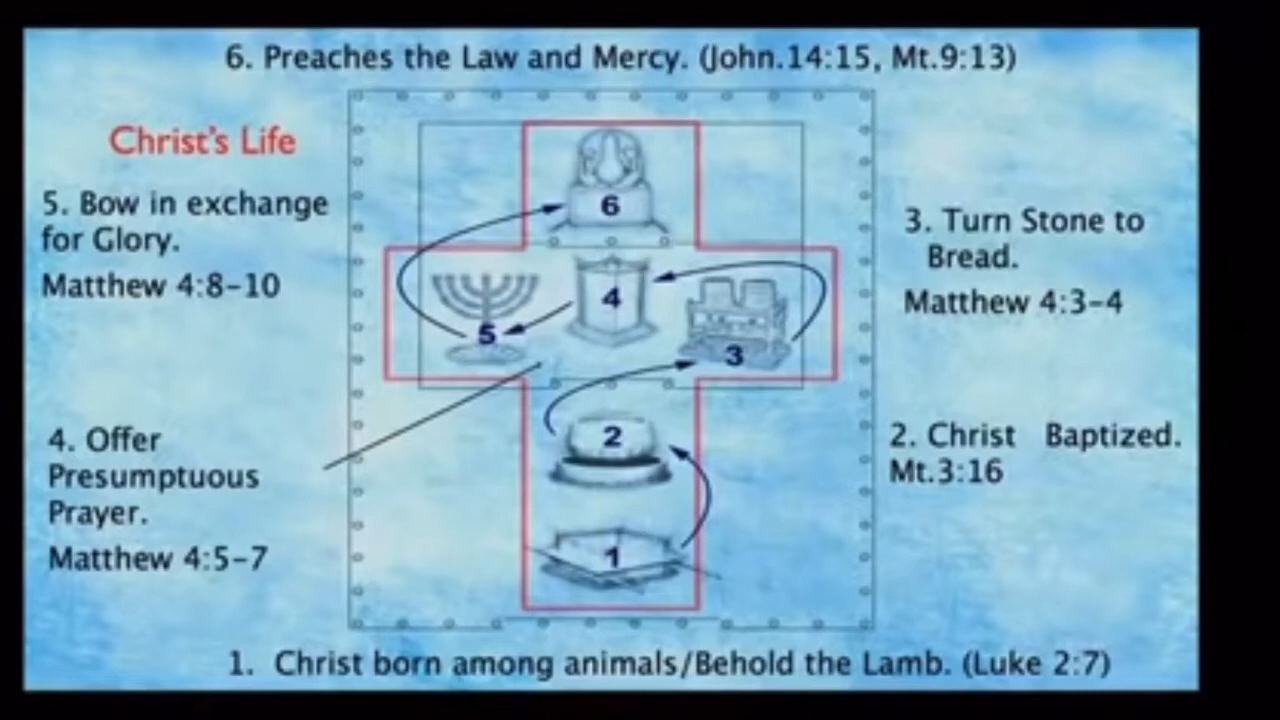 6. Preaches the Law and Mercy. (John.14:15, Mt.9:13)
Christ's Life
5. Bow in exchange
for Glory.
Matthew 4:8-10
3. Turn Stone to
Bread.
Matthew 4:3-4
4. Offer
Presumptuous
Prayer.
Matthew 4:5-7
2. Christ Baptized.
Mt.3:16
6
4
5
3
2
1
1. Christ born among animals/Behold the Lamb. (Luke 2:7)